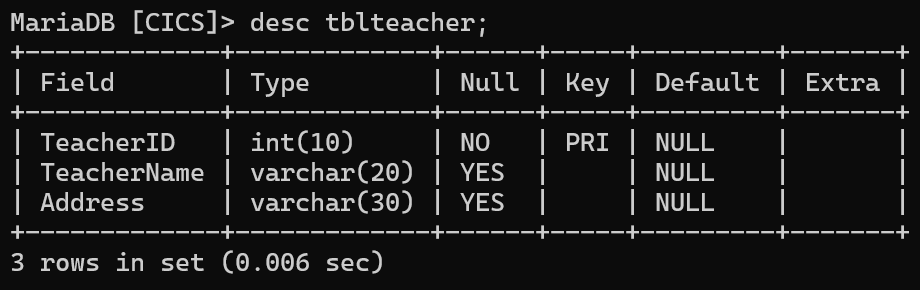 MariaDB [CICS]> desc tblteacher;
+-------------+-------------+------+-----+---------+-------+
| Field       | Type        | Null | Key | Default | Extra |
+-------------+-------------+------+-----+---------+-------+
| TeacherID   | int(10)     | NO   | PRI | NULL    |       |
| TeacherName | varchar(20) | YES  |     | NULL    |       |
| Address     | varchar(30) | YES  |     | NULL    |       |
+-------------+-------------+------+-----+---------+-------+
3 rows in set (0.006 sec)